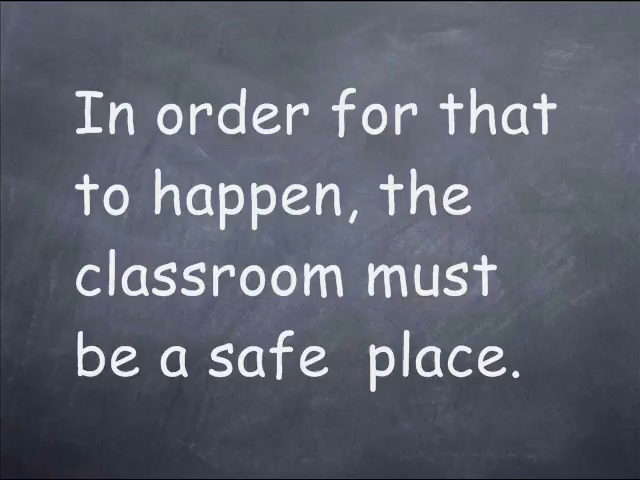 In order for that
to happen, the
classroom must
be a safe  place.